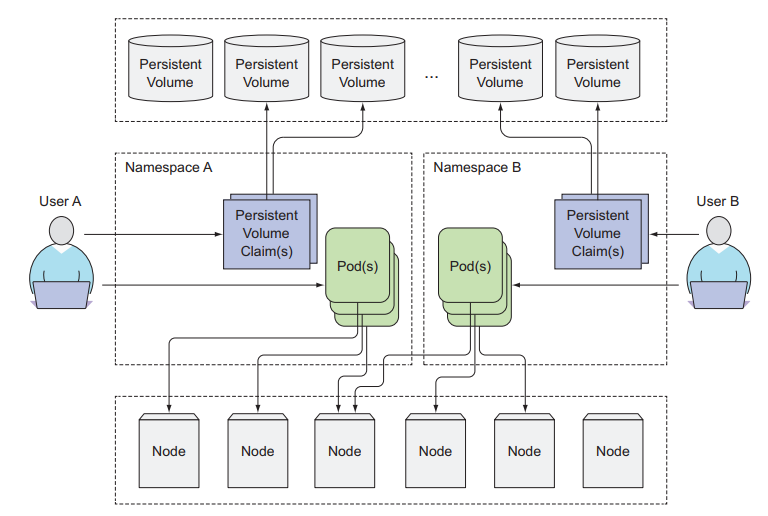 Persistent
Volume
Persistent
Volume
Persistent
Volume
...
Persistent
Volume
Persistent
Volume
Namespace A
Namespace B
User A
User B
Persistent
Volume
Claim(s)
Persistent
Volume
Claim(s)
Pod(s)
Pod(s)
Node
Node
Node
Node
Node
Node